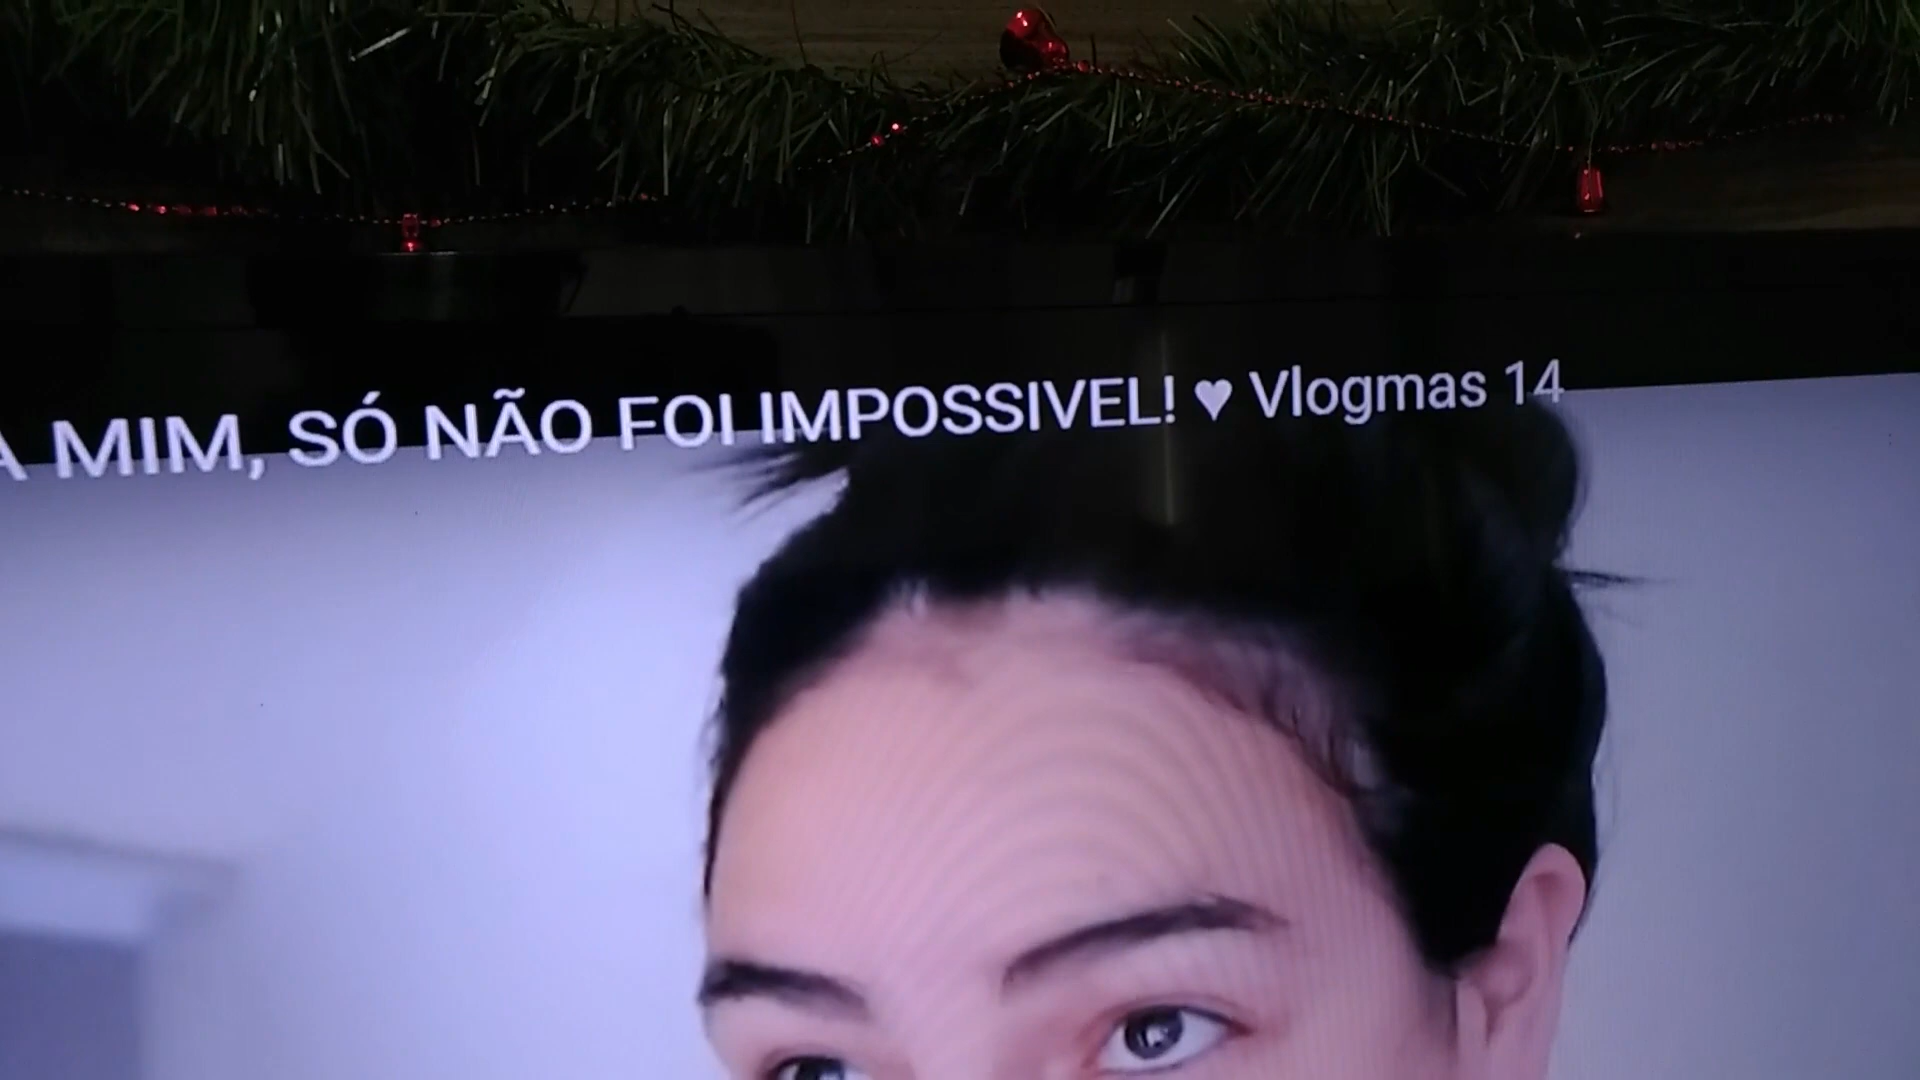 A MIM, SÓ NÃO FOI IMPOSSIVEL! ♥ Vlogmas 14